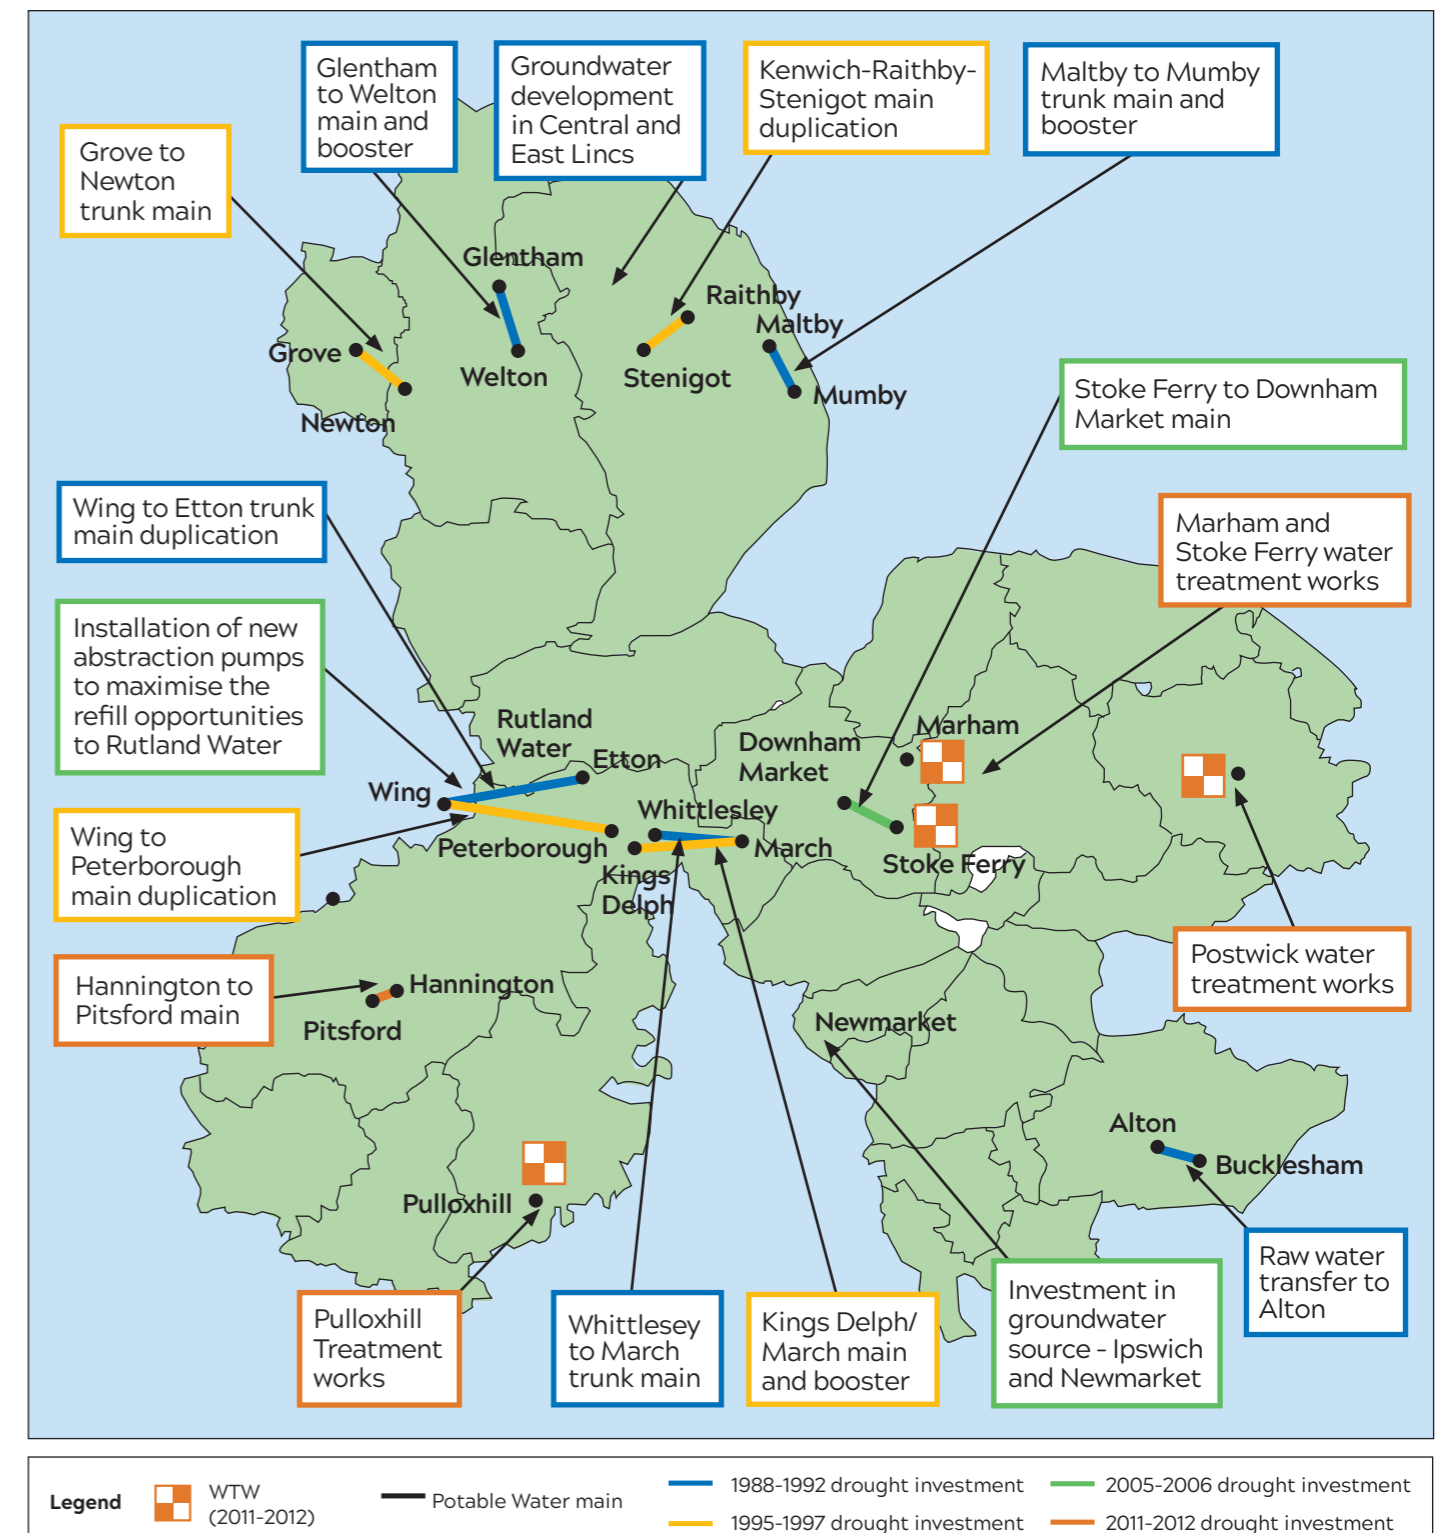 Glentham
to Welton
main and
booster
Groundwater
development
in Central and
East Lincs
Kenwich-Raithby-
Stenigot main
duplication
Maltby to Mumby
trunk main and
booster
Grove to
Newton
trunk main
Glentham
Raithby
Maltby
Grove
Welton
Stenigot
Mumby
Newton
Stoke Ferry to Downham
Market main
Wing to Etton trunk
main duplication
Marham and
Stoke Ferry water
treatment works
Installation of new
abstraction pumps
to maximise the
refill opportunities
to Rutland Water
Rutland
Water
Etton
Downham
Market
Marham
Wing
Whittlesley
Peterborough
March
Stoke Ferry
Kings
Delph
Wing to
Peterborough
main duplication
Postwick water
treatment works
Hannington to
Pitsford main
Hannington
Pitsford
Newmarket
Alton
Bucklesham
Pulloxhill
Raw water
transfer to
Alton
Pulloxhill
Treatment
works
Whittlesey
to March
trunk main
Kings Delph/
March main
and booster
Investment in
groundwater
source - Ipswich
and Newmarket
Legend
WTW
(2011-2012)
Potable Water main
1988-1992 drought investment
1995-1997 drought investment
2005-2006 drought investment
2011-2012 drought investment